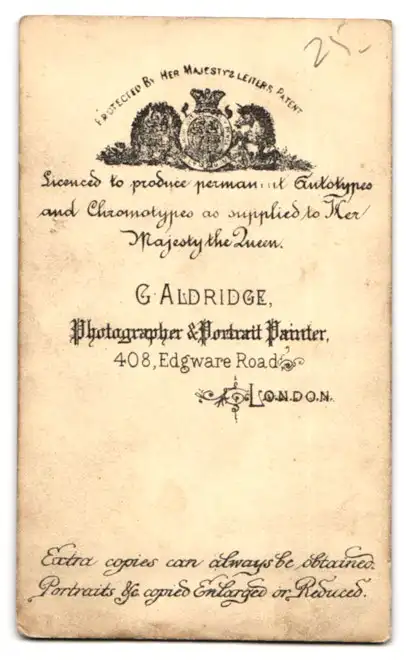 25.-
PROTECTED BY HER MAJESTY'S LETTERS PATENT
Licenced to produce permanent Autotypes
and Chromotypes as supplied to Her
Majesty the Queen.
G ALDRIDGE,
Photographer & Portrait Painter,
408, Edgware Road
LONDON.
Extra copies can always be obtained.
Portraits &c copied Enlarged or Reduced.